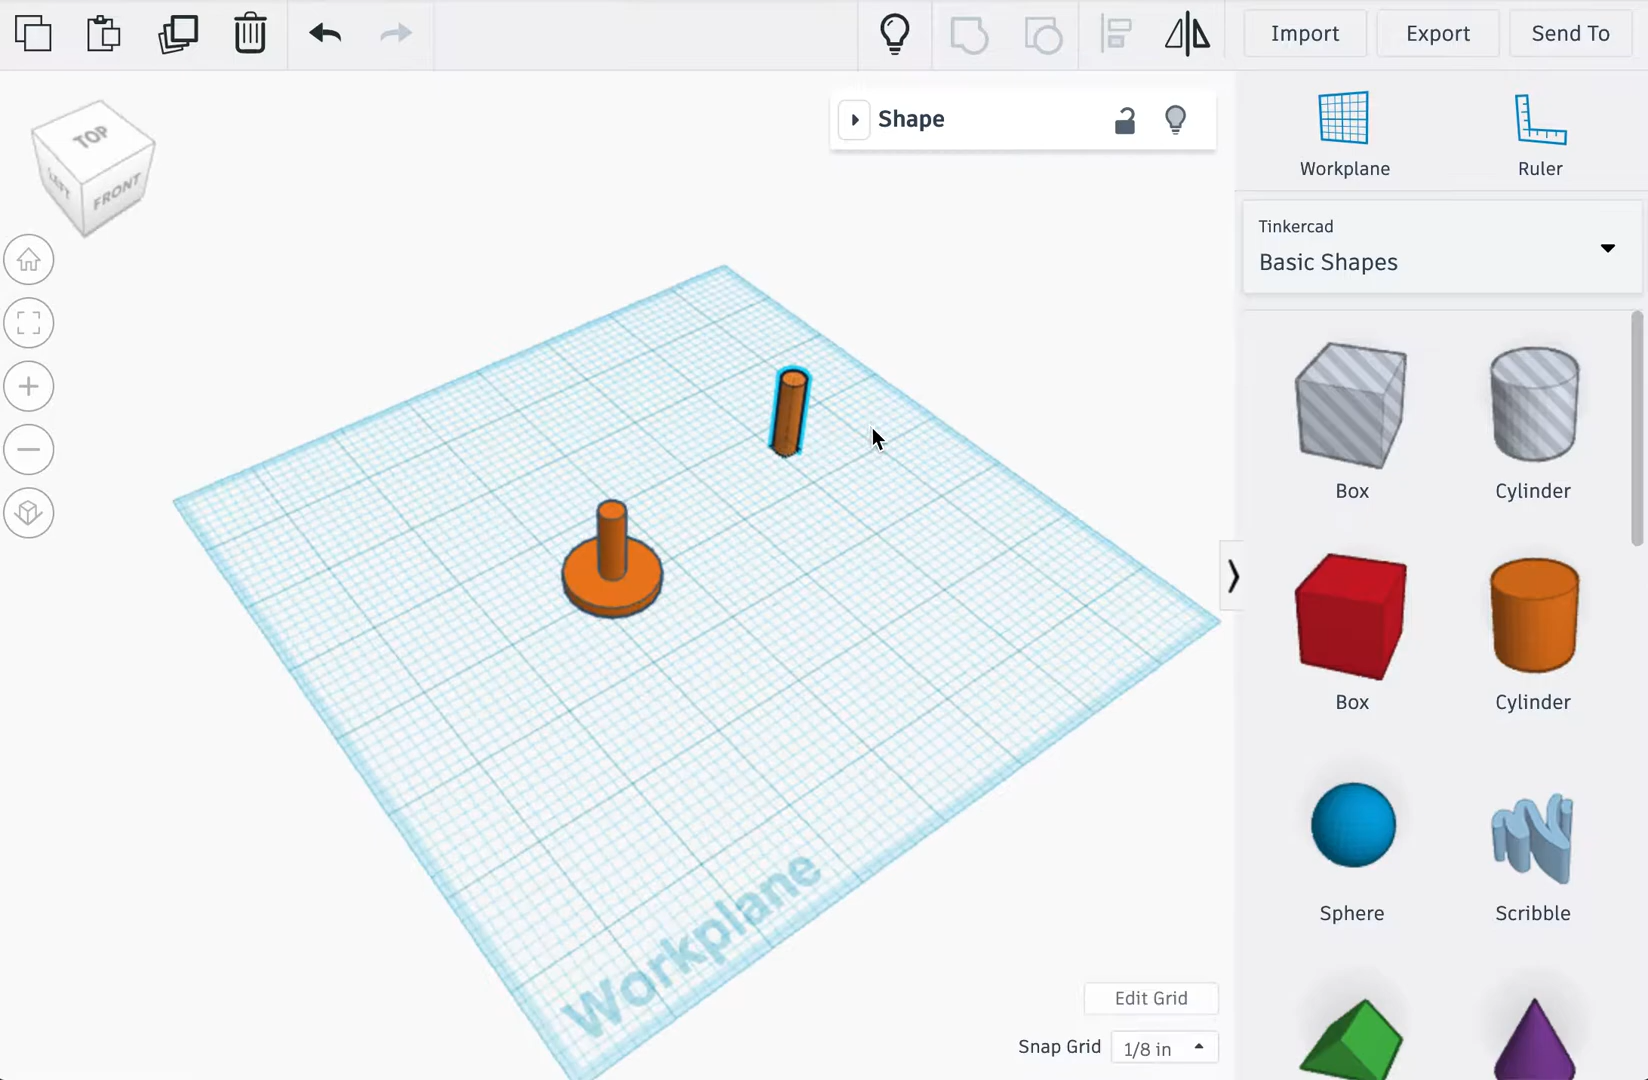 Import
Export
Send To
TOP
LEFT
FRONT
Shape
Workplane
Ruler
Tinkercad
Basic Shapes
Box
Cylinder
Box
Cylinder
Sphere
Scribble
Workplane
Edit Grid
Snap Grid
1/8 in